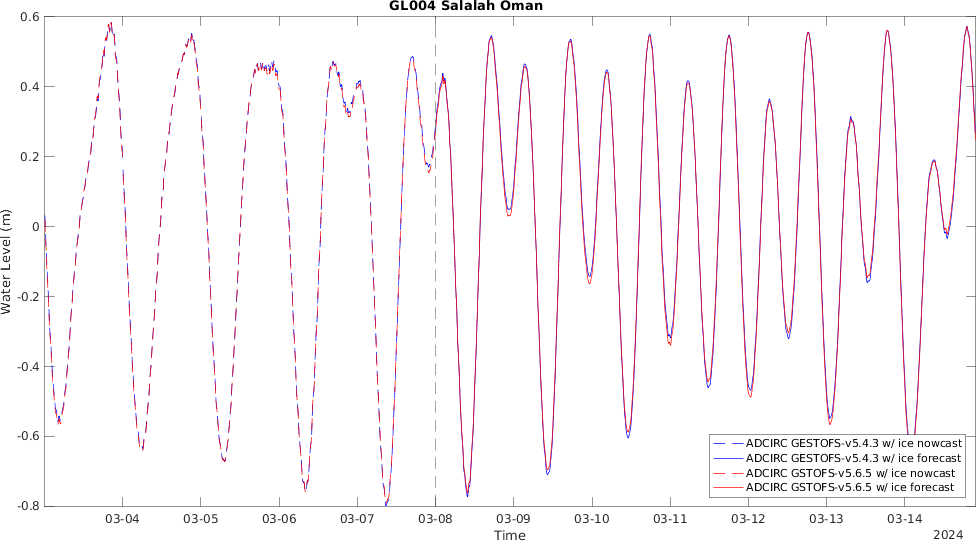 GL004 Salalah Oman
0.6
0.4
0.2
0
-0.2
-0.4
-0.6
-0.8
Water Level (m)
ADCIRC GESTOFS-v5.4.3 w/ ice nowcast
ADCIRC GESTOFS-v5.4.3 w/ ice forecast
ADCIRC GSTOFS-v5.6.5 w/ ice nowcast
ADCIRC GSTOFS-v5.6.5 w/ ice forecast
03-04 03-05 03-06 03-07 03-08 03-09 03-10 03-11 03-12 03-13 03-14
Time
2024